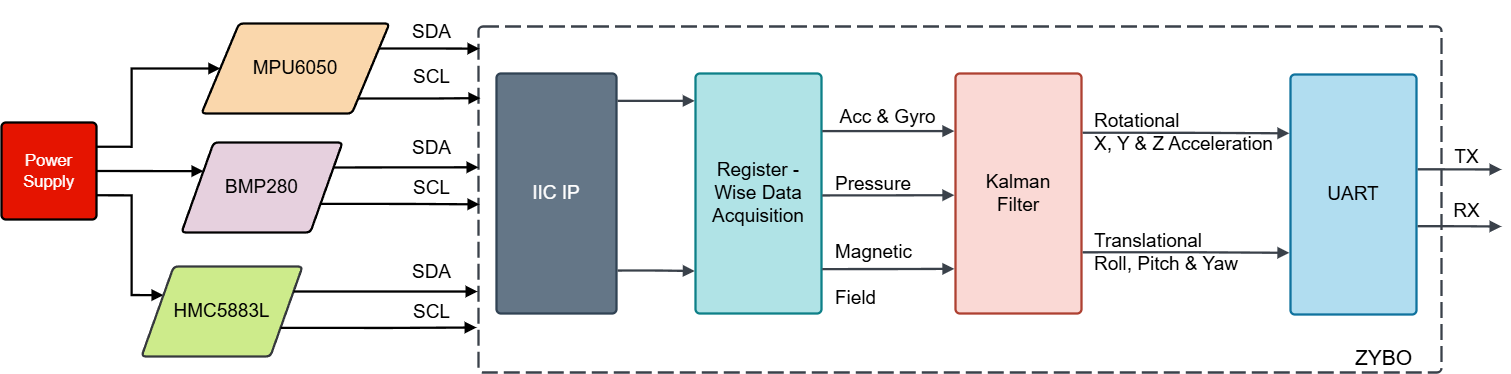 Power
Supply
MPU6050
SDA
SCL
BMP280
SDA
SCL
HMC5883L
SDA
SCL
IIC IP
Register -
Wise Data
Acquisition
Acc & Gyro
Pressure
Magnetic
Field
Kalman
Filter
Rotational
X, Y & Z Acceleration
Translational
Roll, Pitch & Yaw
UART
TX
RX
ZYBO